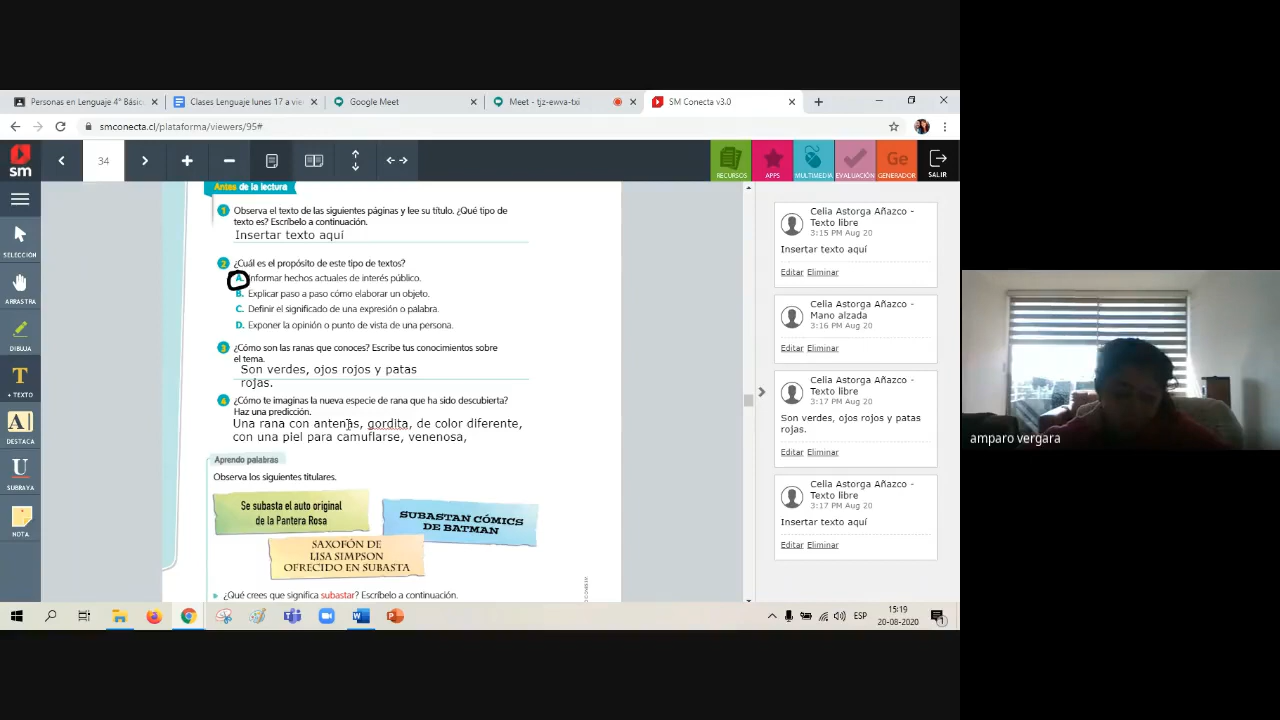 Personas en Lenguaje 4° Básic
Clases Lenguaje lunes 17 a vie
Google Meet
Meet - tjz-ewva-txi
SM Conecta v3.0
smconecta.cl/plataforma/viewers/95#
sm
34
RECURSOS
APPS
MULTIMEDIA
EVALUACIÓN
Ge
GENERADOR
SALIR
SELECCIÓN
ARRASTRA
DIBUJA
T
+ TEXTO
A
DESTACA
U
SUBRAYA
NOTA
Antes de la lectura
1 Observa el texto de las siguientes páginas y lee su título. ¿Qué tipo de
texto es? Escríbelo a continuación.
Insertar texto aquí
2 ¿Cuál es el propósito de este tipo de textos?
A. Informar hechos actuales de interés público.
B. Explicar paso a paso cómo elaborar un objeto.
C. Definir el significado de una expresión o palabra.
D. Exponer la opinión o punto de vista de una persona.
3 ¿Cómo son las ranas que conoces? Escribe tus conocimientos sobre
el tema.
Son verdes, ojos rojos y patas
rojas.
4 ¿Cómo te imaginas la nueva especie de rana que ha sido descubierta?
Haz una predicción.
Una rana con antenas, gordita, de color diferente,
con una piel para camuflarse, venenosa,
Aprendo palabras
Observa los siguientes titulares.
Se subasta el auto original
de la Pantera Rosa
SUBASTAN CÓMICS
DE BATMAN
SAXOFÓN DE
LISA SIMPSON
OFRECIDO EN SUBASTA
¿Qué crees que significa subastar? Escríbelo a continuación.
Celia Astorga Añazco -
Texto libre
3:15 PM Aug 20
Insertar texto aquí
Editar Eliminar
Celia Astorga Añazco -
Mano alzada
3:16 PM Aug 20
Editar Eliminar
Celia Astorga Añazco -
Texto libre
3:17 PM Aug 20
Son verdes, ojos rojos y patas
rojas.
Editar Eliminar
Celia Astorga Añazco -
Texto libre
3:17 PM Aug 20
Insertar texto aquí
Editar Eliminar
amparo vergara
ESP
15:19
20-08-2020